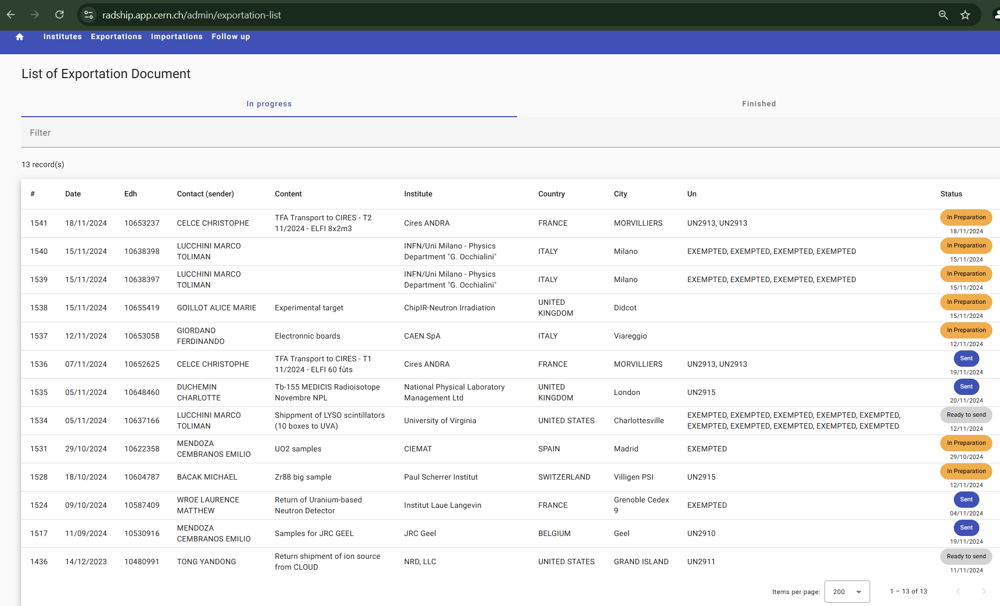 radship.app.cern.ch/admin/exportation-list
Institutes Exportations Importations Follow up
List of Exportation Document
In progress Finished
Filter
13 record(s)
# Date Edh Contact (sender) Content Institute Country City Un Status
1541 18/11/2024 10653237 CELCE CHRISTOPHE TFA Transport to CIRES - T2 11/2024 - ELFI 8x2m3 Cires ANDRA FRANCE MORVILLIERS UN2913, UN2913 In Preparation 18/11/2024
1540 15/11/2024 10638398 LUCCHINI MARCO TOLIMAN INFN/Uni Milano - Physics Department "G. Occhialini" ITALY Milano EXEMPTED, EXEMPTED, EXEMPTED, EXEMPTED In Preparation 15/11/2024
1539 15/11/2024 10638397 LUCCHINI MARCO TOLIMAN INFN/Uni Milano - Physics Department "G. Occhialini" ITALY Milano EXEMPTED, EXEMPTED, EXEMPTED, EXEMPTED In Preparation 15/11/2024
1538 15/11/2024 10655419 GOILLOT ALICE MARIE Experimental target ChipIR-Neutron Irradiation UNITED KINGDOM Didcot In Preparation 15/11/2024
1537 12/11/2024 10653058 GIORDANO FERDINANDO Electronnic boards CAEN SpA ITALY Viareggio In Preparation 12/11/2024
1536 07/11/2024 10652625 CELCE CHRISTOPHE TFA Transport to CIRES - T1 11/2024 - ELFI 60 fûts Cires ANDRA FRANCE MORVILLIERS UN2913, UN2913 Sent 19/11/2024
1535 05/11/2024 10648460 DUCHEMIN CHARLOTTE Tb-155 MEDICIS Radioisotope Novembre NPL National Physical Laboratory Management Ltd UNITED KINGDOM London UN2915 Sent 20/11/2024
1534 05/11/2024 10637166 LUCCHINI MARCO TOLIMAN Shippment of LYSO scintillators (10 boxes to UVA) University of Virginia UNITED STATES Charlottesville EXEMPTED, EXEMPTED, EXEMPTED, EXEMPTED, EXEMPTED, EXEMPTED, EXEMPTED, EXEMPTED, EXEMPTED, EXEMPTED Ready to send 12/11/2024
1531 29/10/2024 10622358 MENDOZA CEMBRANOS EMILIO UO2 samples CIEMAT SPAIN Madrid EXEMPTED In Preparation 29/10/2024
1528 18/10/2024 10604787 BACAK MICHAEL Zr88 big sample Paul Scherrer Institut SWITZERLAND Villigen PSI UN2915 In Preparation 12/11/2024
1524 09/10/2024 10587409 WROE LAURENCE MATTHEW Return of Uranium-based Neutron Detector Institut Laue Langevin FRANCE Grenoble Cedex 9 EXEMPTED Sent 04/11/2024
1517 11/09/2024 10530916 MENDOZA CEMBRANOS EMILIO Samples for JRC GEEL JRC Geel BELGIUM Geel UN2910 Sent 19/11/2024
1436 14/12/2023 10480991 TONG YANDONG Return shipment of ion source from CLOUD NRD, LLC UNITED STATES GRAND ISLAND UN2911 Ready to send 11/11/2024
Items per page: 200 1 – 13 of 13